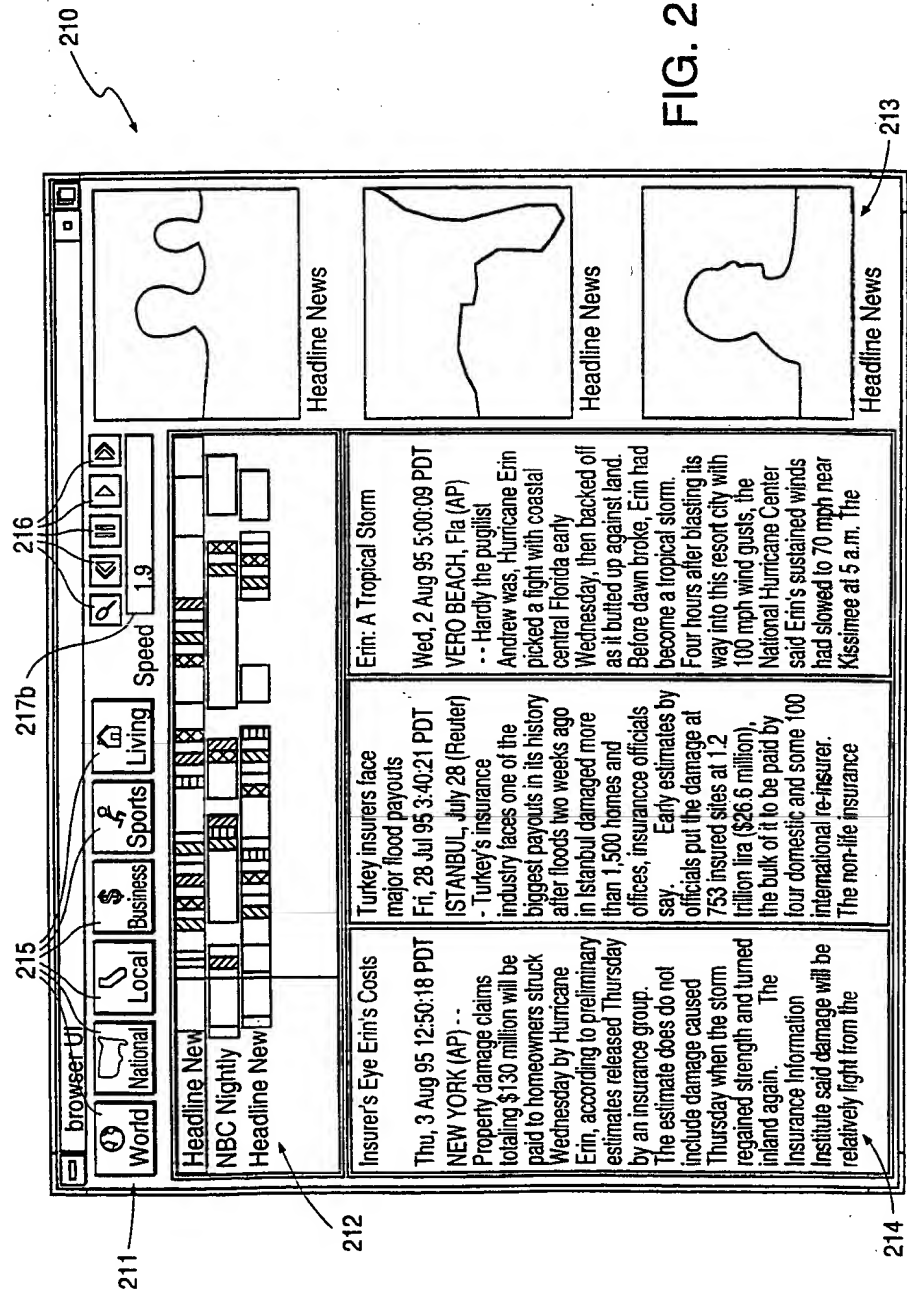 210
FIG. 2
browser UI
211
World
National
Local
Business
Sports
Living
215
217b
216
Speed
1.9
212
Headline New
NBC Nightly
Headline New
Headline News
Headline News
Headline News
213
214
Insurer's Eye Erin's Costs
Thu, 3 Aug 95 12:50:18 PDT
NEW YORK (AP) --
Property damage claims
totaling $130 million will be
paid to homeowners struck
Wednesday by Hurricane
Erin, according to preliminary
estimates released Thursday
by an insurance group.
The estimate does not
include damage caused
Thursday when the storm
regained strength and turned
inland again. The
Insurance Information
Institute said damage will be
relatively light from the
Turkey insurers face
major flood payouts
Fri, 28 Jul 95 3:40:21 PDT
ISTANBUL, July 28 (Reuter)
- Turkey's insurance
industry faces one of the
biggest payouts in its history
after floods two weeks ago
in Istanbul damaged more
than 1,500 homes and
offices, insurance officials
say. Early estimates by
officials put the damage at
753 insured sites at 1.2
trillion lira ($26.6 million),
the bulk of it to be paid by
four domestic and some 100
international re-insurer.
The non-life insurance
Erin: A Tropical Storm
Wed, 2 Aug 95 5:00:09 PDT
VERO BEACH, Fla (AP)
-- Hardly the pugilist
Andrew was, Hurricane Erin
picked a fight with coastal
central Florida early
Wednesday, then backed off
as it butted up against land.
Before dawn broke, Erin had
become a tropical storm.
Four hours after blasting its
way into this resort city with
100 mph wind gusts, the
National Hurricane Center
said Erin's sustained winds
had slowed to 70 mph near
Kissimee at 5 a.m. The